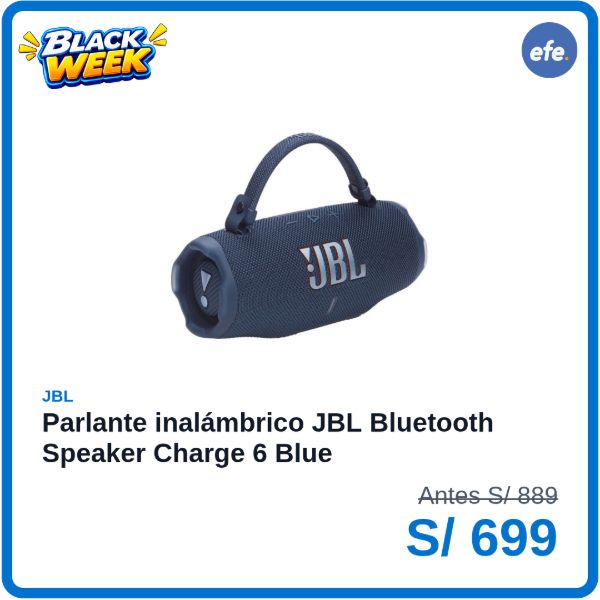 BLACK
WEEK
efe.
JBL
JBL
Parlante inalámbrico JBL Bluetooth
Speaker Charge 6 Blue
Antes S/ 889
S/ 699